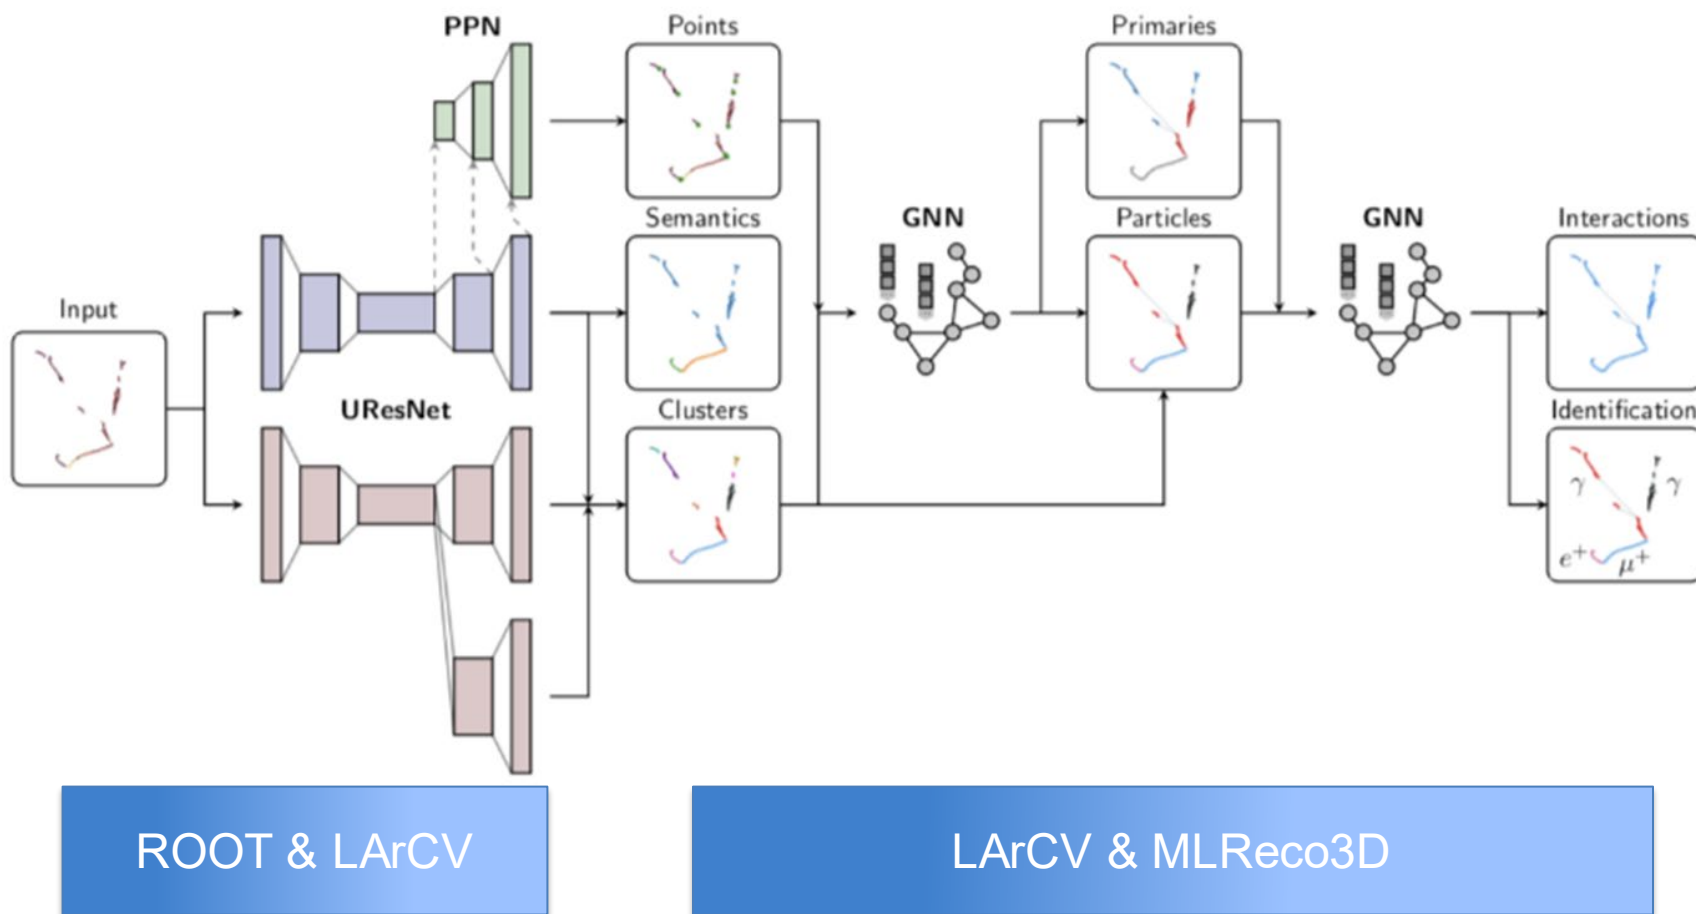 PPN
Points
Primaries
Semantics
GNN
Particles
GNN
Interactions
Input
UResNet
Clusters
Identification
γ
γ
e⁺
μ⁺
ROOT & LArCV
LArCV & MLReco3D